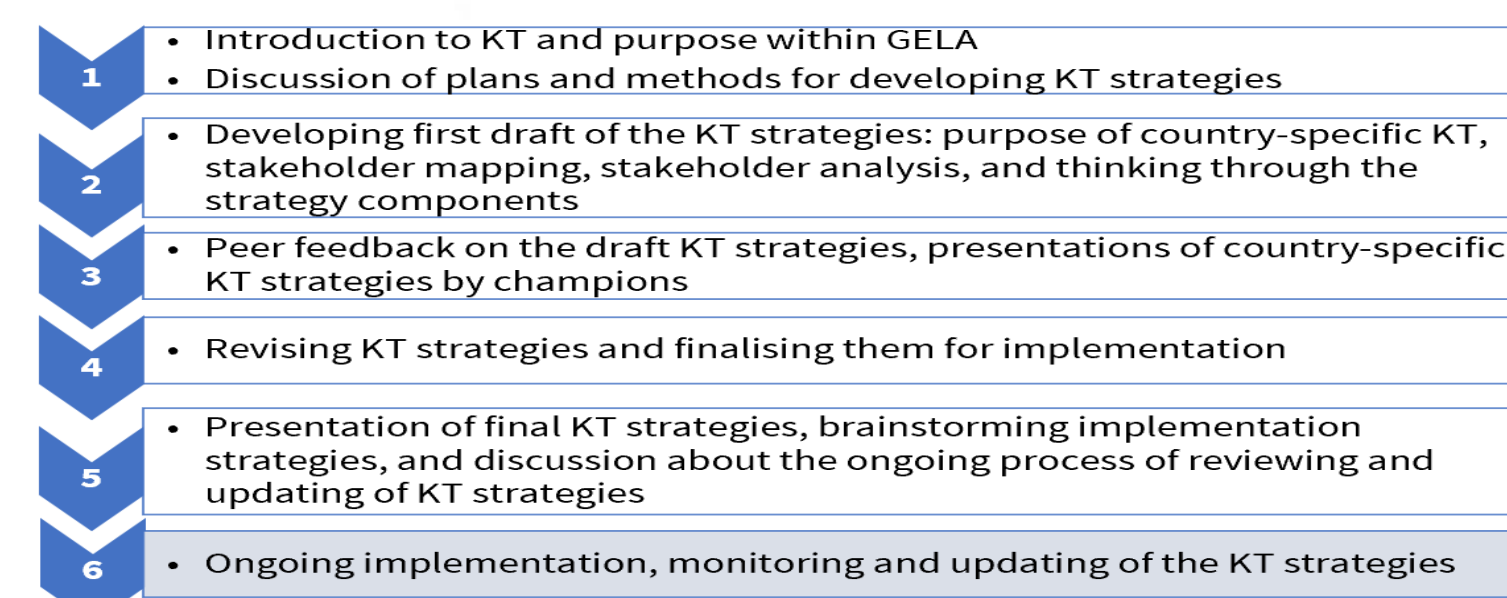 1
• Introduction to KT and purpose within GELA
• Discussion of plans and methods for developing KT strategies
2
• Developing first draft of the KT strategies: purpose of country-specific KT,
stakeholder mapping, stakeholder analysis, and thinking through the
strategy components
3
• Peer feedback on the draft KT strategies, presentations of country-specific
KT strategies by champions
4
• Revising KT strategies and finalising them for implementation
5
• Presentation of final KT strategies, brainstorming implementation
strategies, and discussion about the ongoing process of reviewing and
updating of KT strategies
6
• Ongoing implementation, monitoring and updating of the KT strategies